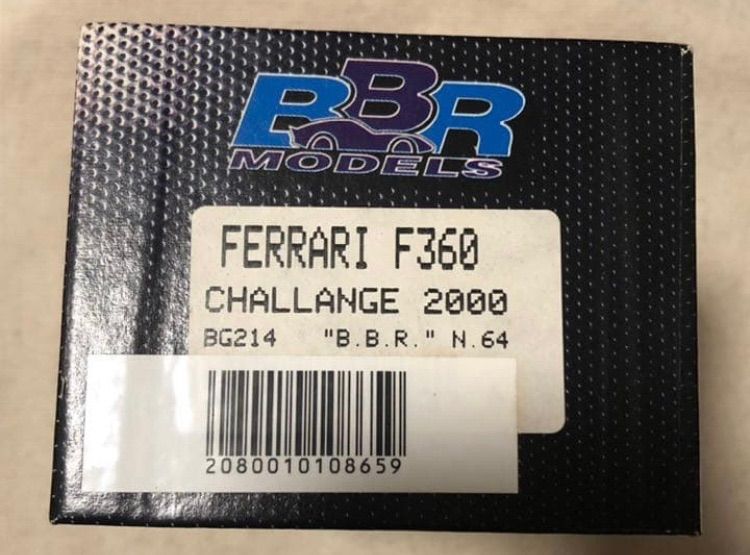 BBR
MODELS
FERRARI F360
CHALLANGE 2000
BG214 "B.B.R." N.64
2080010108659